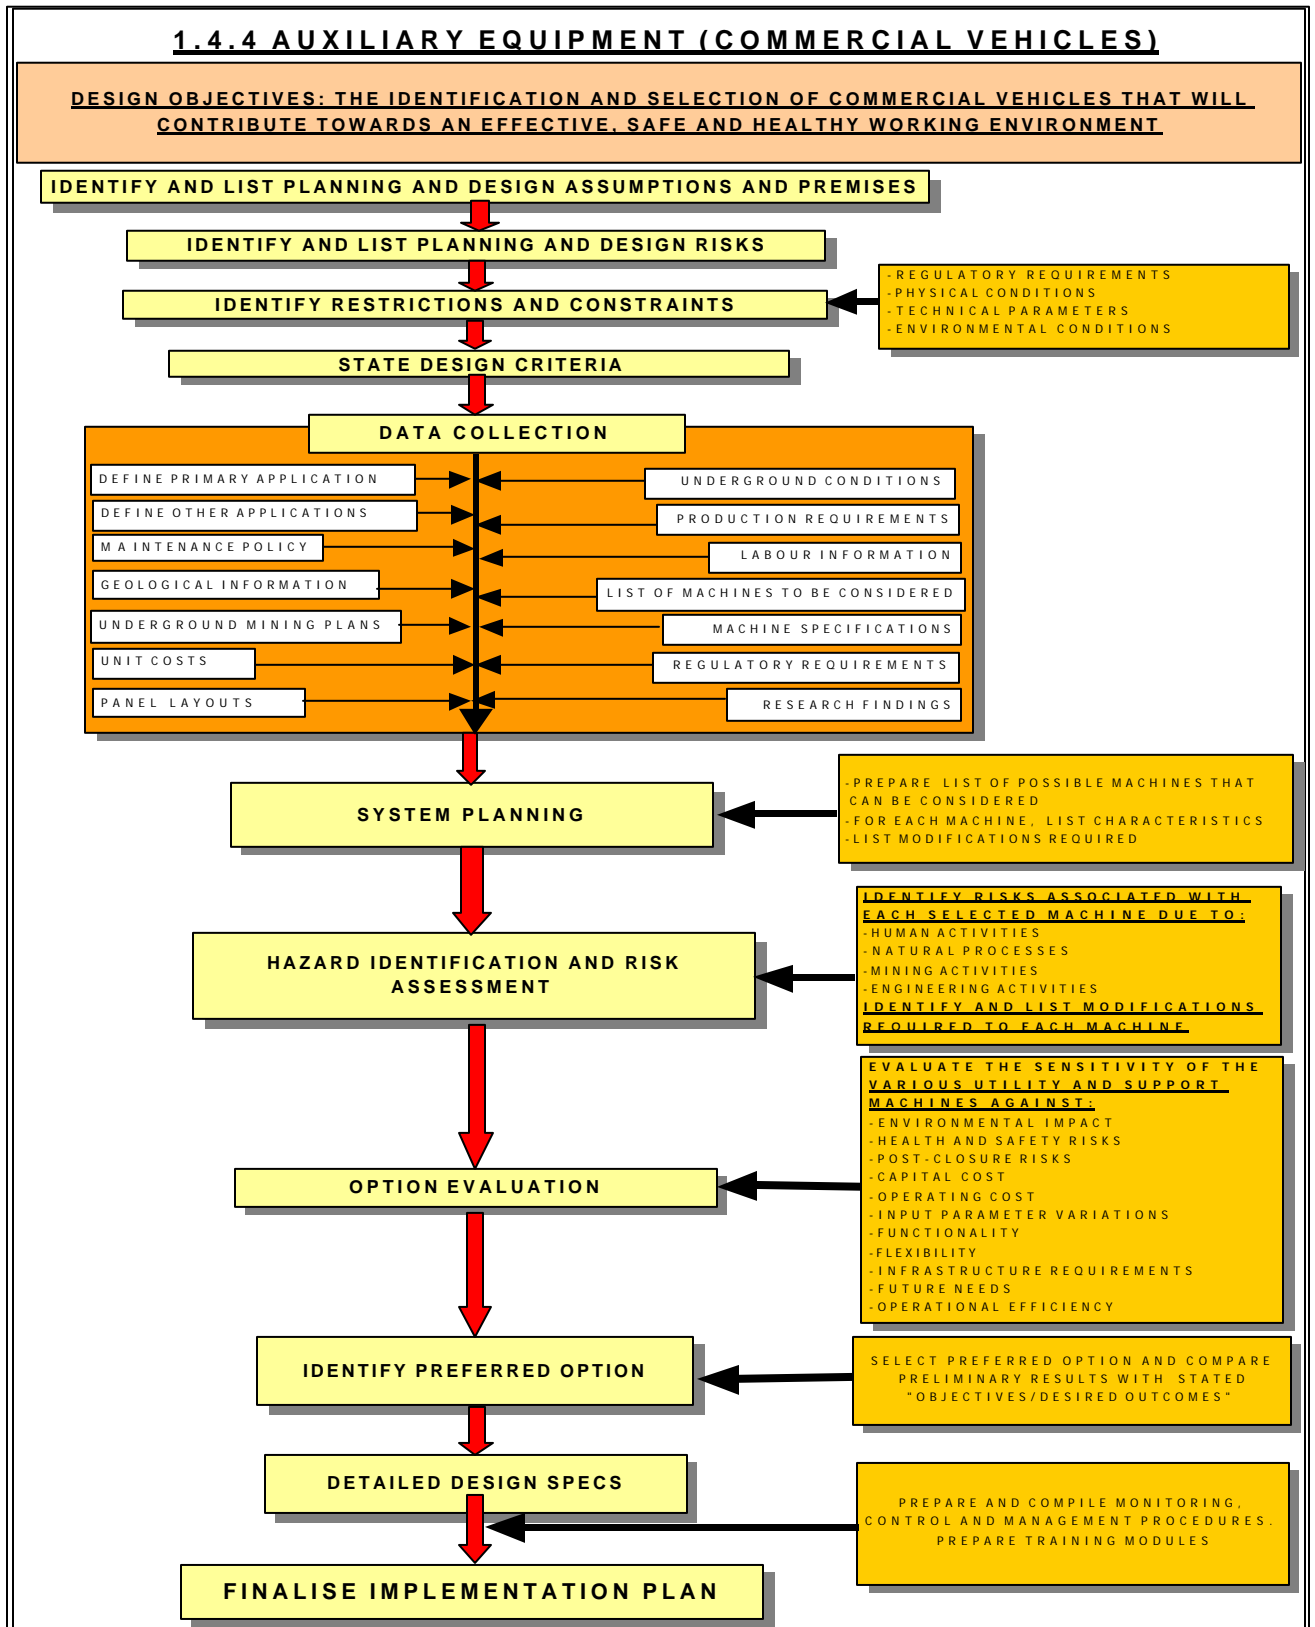 1.4.4 AUXILIARY EQUIPMENT (COMMERCIAL VEHICLES)
DESIGN OBJECTIVES: THE IDENTIFICATION AND SELECTION OF COMMERCIAL VEHICLES THAT WILL
CONTRIBUTE TOWARDS AN EFFECTIVE, SAFE AND HEALTHY WORKING ENVIRONMENT
IDENTIFY AND LIST PLANNING AND DESIGN ASSUMPTIONS AND PREMISES
IDENTIFY AND LIST PLANNING AND DESIGN RISKS
IDENTIFY RESTRICTIONS AND CONSTRAINTS
-REGULATORY REQUIREMENTS
-PHYSICAL CONDITIONS
-TECHNICAL PARAMETERS
-ENVIRONMENTAL CONDITIONS
STATE DESIGN CRITERIA
DATA COLLECTION
DEFINE PRIMARY APPLICATION
DEFINE OTHER APPLICATIONS
MAINTENANCE POLICY
GEOLOGICAL INFORMATION
UNDERGROUND MINING PLANS
UNIT COSTS
PANEL LAYOUTS
UNDERGROUND CONDITIONS
PRODUCTION REQUIREMENTS
LABOUR INFORMATION
LIST OF MACHINES TO BE CONSIDERED
MACHINE SPECIFICATIONS
REGULATORY REQUIREMENTS
RESEARCH FINDINGS
SYSTEM PLANNING
-PREPARE LIST OF POSSIBLE MACHINES THAT
CAN BE CONSIDERED
-FOR EACH MACHINE, LIST CHARACTERISTICS
-LIST MODIFICATIONS REQUIRED
HAZARD IDENTIFICATION AND RISK
ASSESSMENT
IDENTIFY RISKS ASSOCIATED WITH
EACH SELECTED MACHINE DUE TO:
-HUMAN ACTIVITIES
-NATURAL PROCESSES
-MINING ACTIVITIES
-ENGINEERING ACTIVITIES
IDENTIFY AND LIST MODIFICATIONS
REQUIRED TO EACH MACHINE
OPTION EVALUATION
EVALUATE THE SENSITIVITY OF THE
VARIOUS UTILITY AND SUPPORT
MACHINES AGAINST:
-ENVIRONMENTAL IMPACT
-HEALTH AND SAFETY RISKS
-POST-CLOSURE RISKS
-CAPITAL COST
-OPERATING COST
-INPUT PARAMETER VARIATIONS
-FUNCTIONALITY
-FLEXIBILITY
-INFRASTRUCTURE REQUIREMENTS
-FUTURE NEEDS
-OPERATIONAL EFFICIENCY
IDENTIFY PREFERRED OPTION
SELECT PREFERRED OPTION AND COMPARE
PRELIMINARY RESULTS WITH STATED
"OBJECTIVES/DESIRED OUTCOMES"
DETAILED DESIGN SPECS
PREPARE AND COMPILE MONITORING,
CONTROL AND MANAGEMENT PROCEDURES.
PREPARE TRAINING MODULES
FINALISE IMPLEMENTATION PLAN